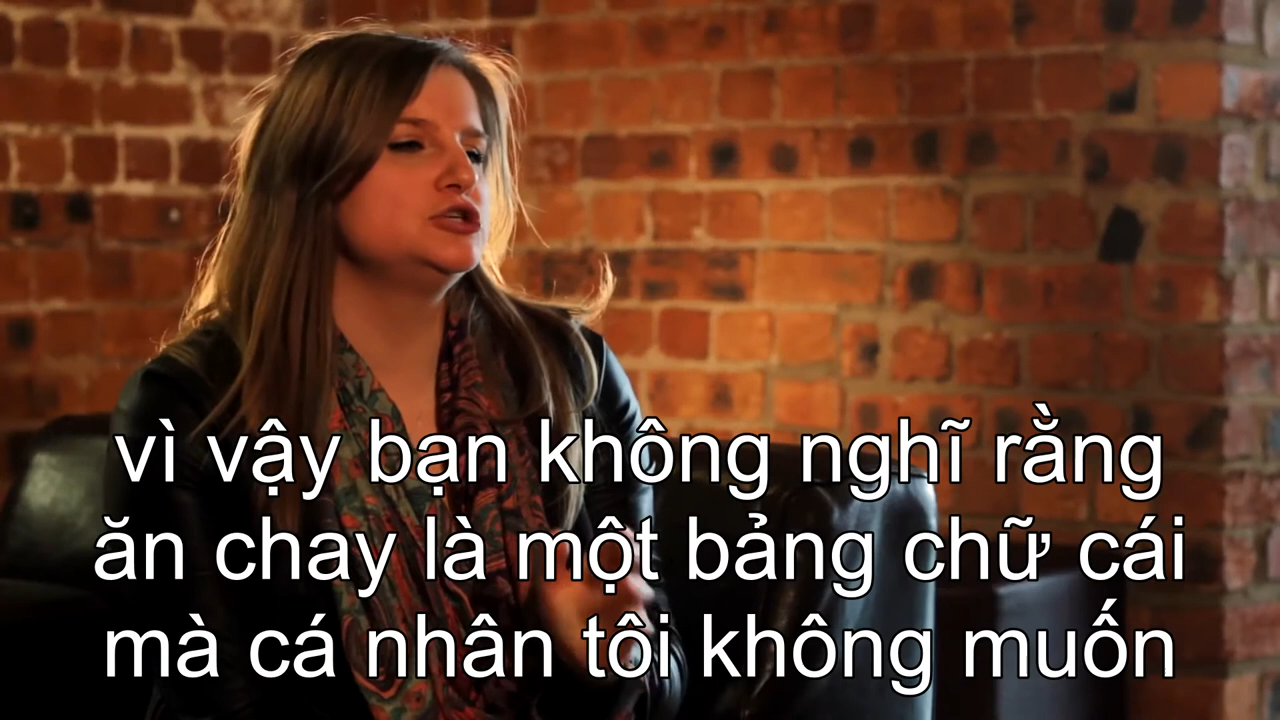 vì vậy bạn không nghĩ rằng
ăn chay là một bảng chữ cái
mà cá nhân tôi không muốn